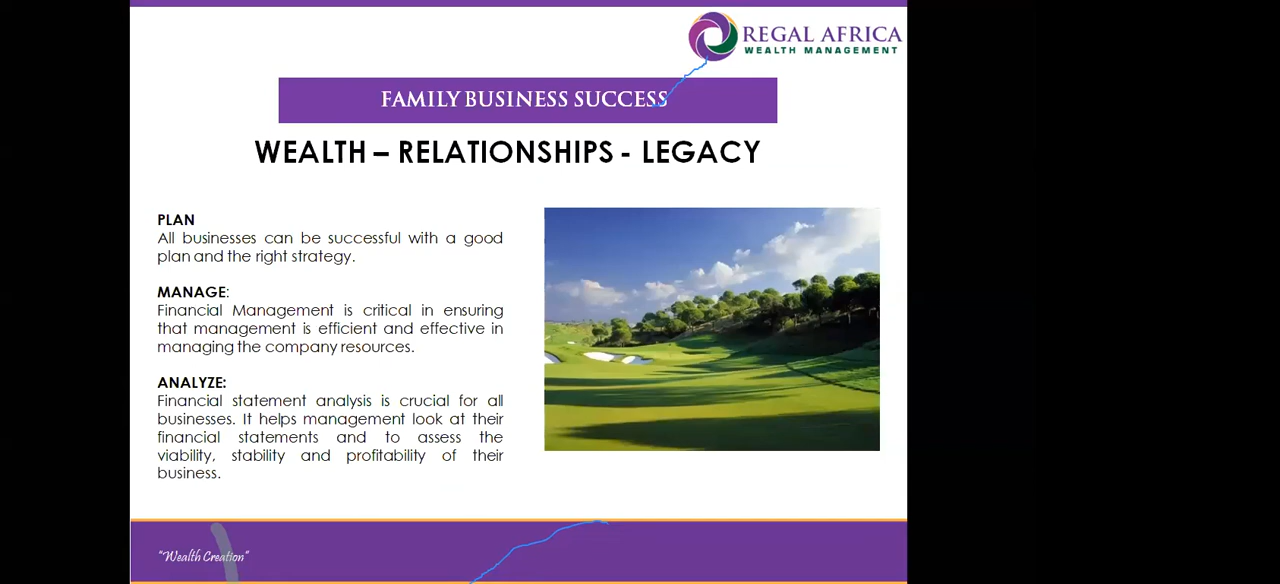 REGAL AFRICA
WEALTH MANAGEMENT
FAMILY BUSINESS SUCCESS
WEALTH – RELATIONSHIPS - LEGACY
PLAN
All businesses can be successful with a good
plan and the right strategy.
MANAGE:
Financial Management is critical in ensuring
that management is efficient and effective in
managing the company resources.
ANALYZE:
Financial statement analysis is crucial for all
businesses. It helps management look at their
financial statements and to assess the
viability, stability and profitability of their
business.
"Wealth Creation"